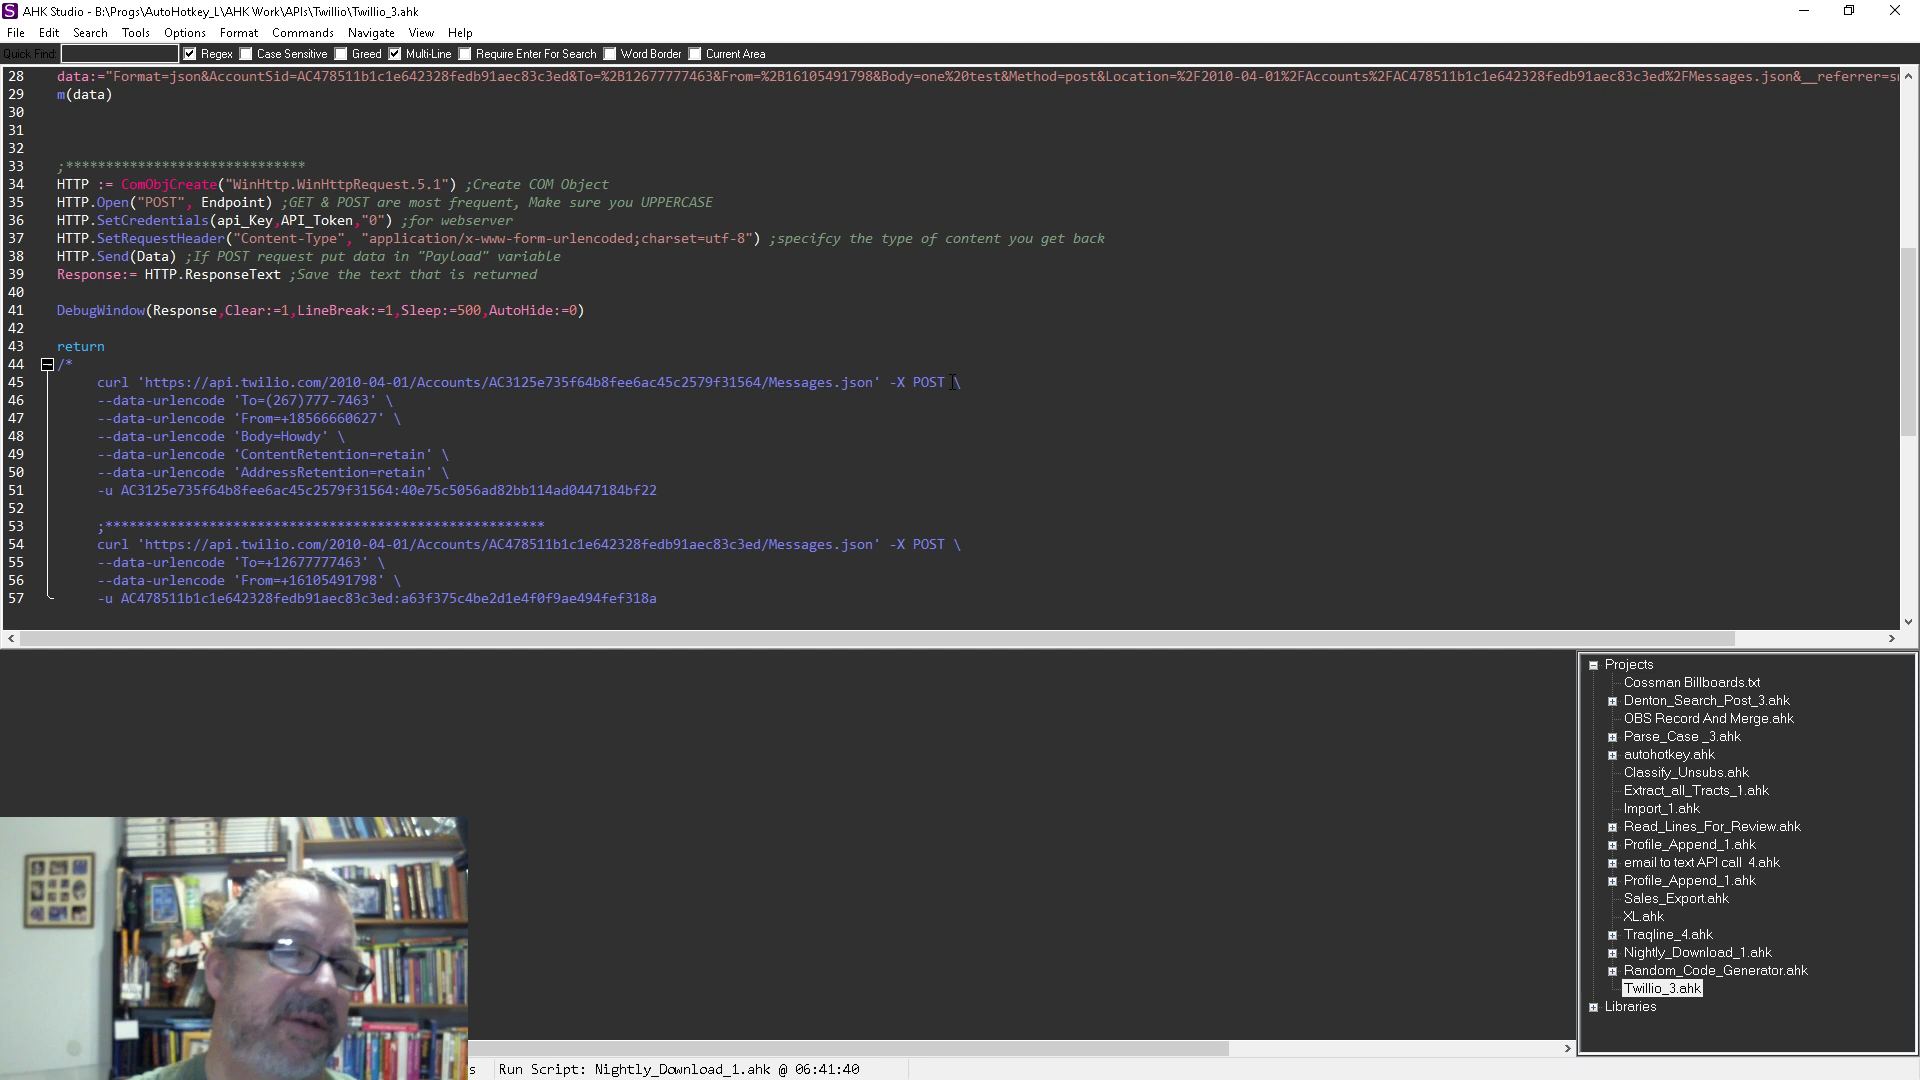 AHK Studio - B:\Progs\AutoHotkey_L\AHK Work\APIs\Twillio\Twillio_3.ahk
File Edit Search Tools Options Format Commands Navigate View Help
Quick Find: Regex Case Sensitive Greed Multi-Line Require Enter For Search Word Border Current Area
28 data:="Format=json&AccountSid=AC478511b1c1e642328fedb91aec83c3ed&To=%2B12677777463&From=%2B16105491798&Body=one%20test&Method=post&Location=%2F2010-04-01%2FAccounts%2FAC478511b1c1e642328fedb91aec83c3ed%2FMessages.json&__referrer=s
29 m(data)
30
31
32
33 ;******************************
34 HTTP := ComObjCreate("WinHttp.WinHttpRequest.5.1") ;Create COM Object
35 HTTP.Open("POST", Endpoint) ;GET & POST are most frequent, Make sure you UPPERCASE
36 HTTP.SetCredentials(api_Key,API_Token,"0") ;for webserver
37 HTTP.SetRequestHeader("Content-Type", "application/x-www-form-urlencoded;charset=utf-8") ;specifcy the type of content you get back
38 HTTP.Send(Data) ;If POST request put data in "Payload" variable
39 Response:= HTTP.ResponseText ;Save the text that is returned
40
41 DebugWindow(Response,Clear:=1,LineBreak:=1,Sleep:=500,AutoHide:=0)
42
43 return
44 /*
45 curl 'https://api.twilio.com/2010-04-01/Accounts/AC3125e735f64b8fee6ac45c2579f31564/Messages.json' -X POST \
46 --data-urlencode 'To=(267)777-7463' \
47 --data-urlencode 'From=+18566660627' \
48 --data-urlencode 'Body=Howdy' \
49 --data-urlencode 'ContentRetention=retain' \
50 --data-urlencode 'AddressRetention=retain' \
51 -u AC3125e735f64b8fee6ac45c2579f31564:40e75c5056ad82bb114ad0447184bf22
52
53 ;*******************************************************
54 curl 'https://api.twilio.com/2010-04-01/Accounts/AC478511b1c1e642328fedb91aec83c3ed/Messages.json' -X POST \
55 --data-urlencode 'To=+12677777463' \
56 --data-urlencode 'From=+16105491798' \
57 -u AC478511b1c1e642328fedb91aec83c3ed:a63f375c4be2d1e4f0f9ae494fef318a
Projects
Cossman Billboards.txt
Denton_Search_Post_3.ahk
OBS Record And Merge.ahk
Parse_Case _3.ahk
autohotkey.ahk
Classify_Unsubs.ahk
Extract_all_Tracts_1.ahk
Import_1.ahk
Read_Lines_For_Review.ahk
Profile_Append_1.ahk
email to text API call 4.ahk
Profile_Append_1.ahk
Sales_Export.ahk
XL.ahk
Traqline_4.ahk
Nightly_Download_1.ahk
Random_Code_Generator.ahk
Twillio_3.ahk
Libraries
s Run Script: Nightly_Download_1.ahk @ 06:41:40